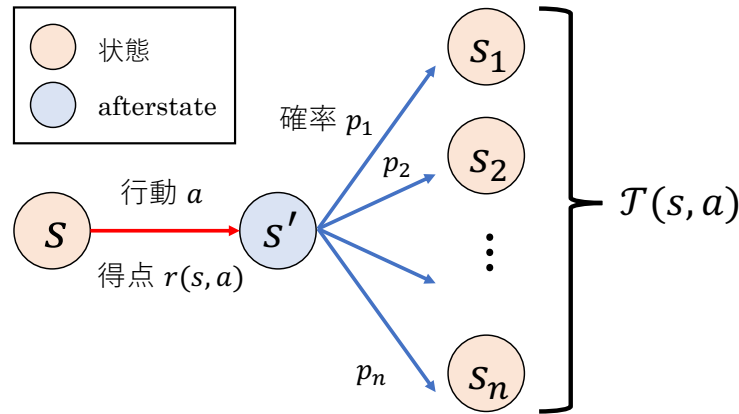 状態
afterstate
確率 p₁
p₂
行動 a
s
s′
得点 r(s, a)
pₙ
s₁
s₂
⋮
sₙ
𝒯(s, a)